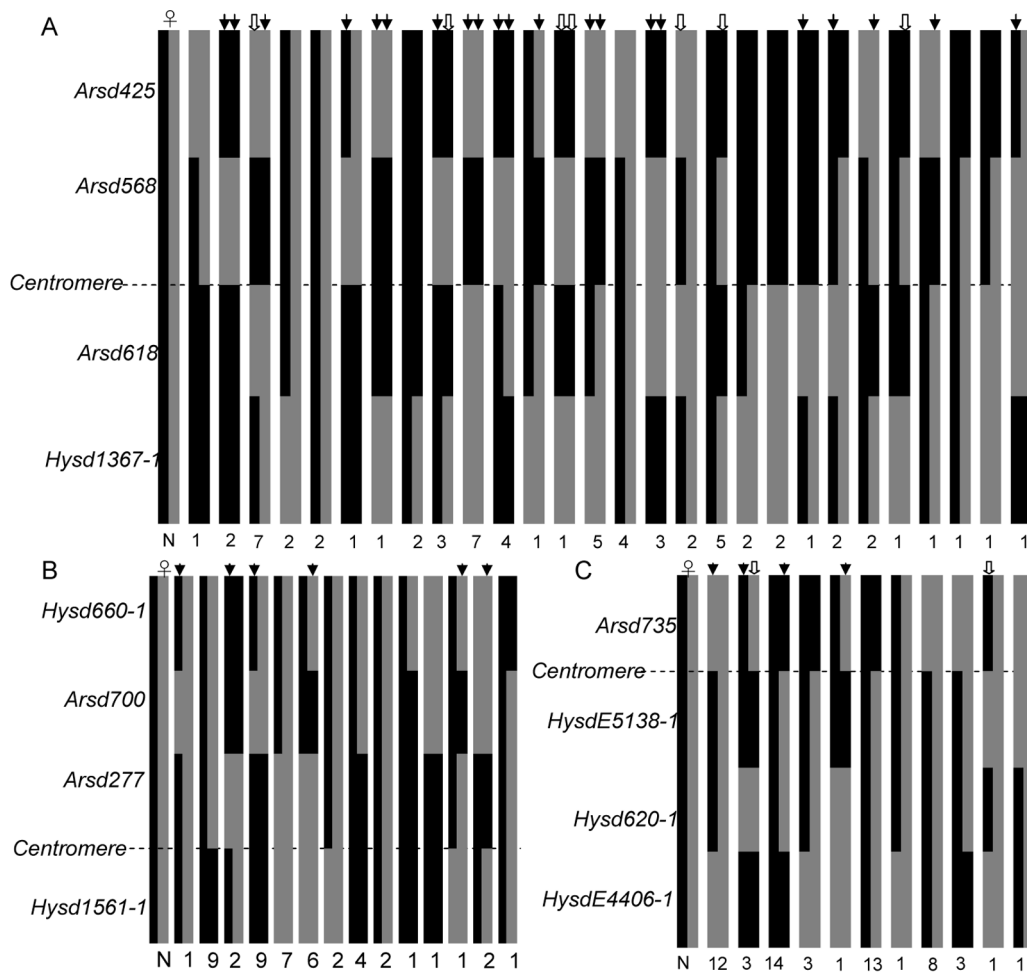 A
♀
Arsd425
Arsd568
Centromere
Arsd618
Hysd1367-1
N 1 2 7 2 2 1 1 2 3 7 4 1 1 5 4 3 2 5 2 2 1 2 2 1 1 1 1 1
B
♀
Hysd660-1
Arsd700
Arsd277
Centromere
Hysd1561-1
N 1 9 2 9 7 6 2 4 2 1 1 1 2 1
C
♀
Arsd735
Centromere
HysdE5138-1
Hysd620-1
HysdE4406-1
N 12 3 14 3 1 13 1 8 3 1 1